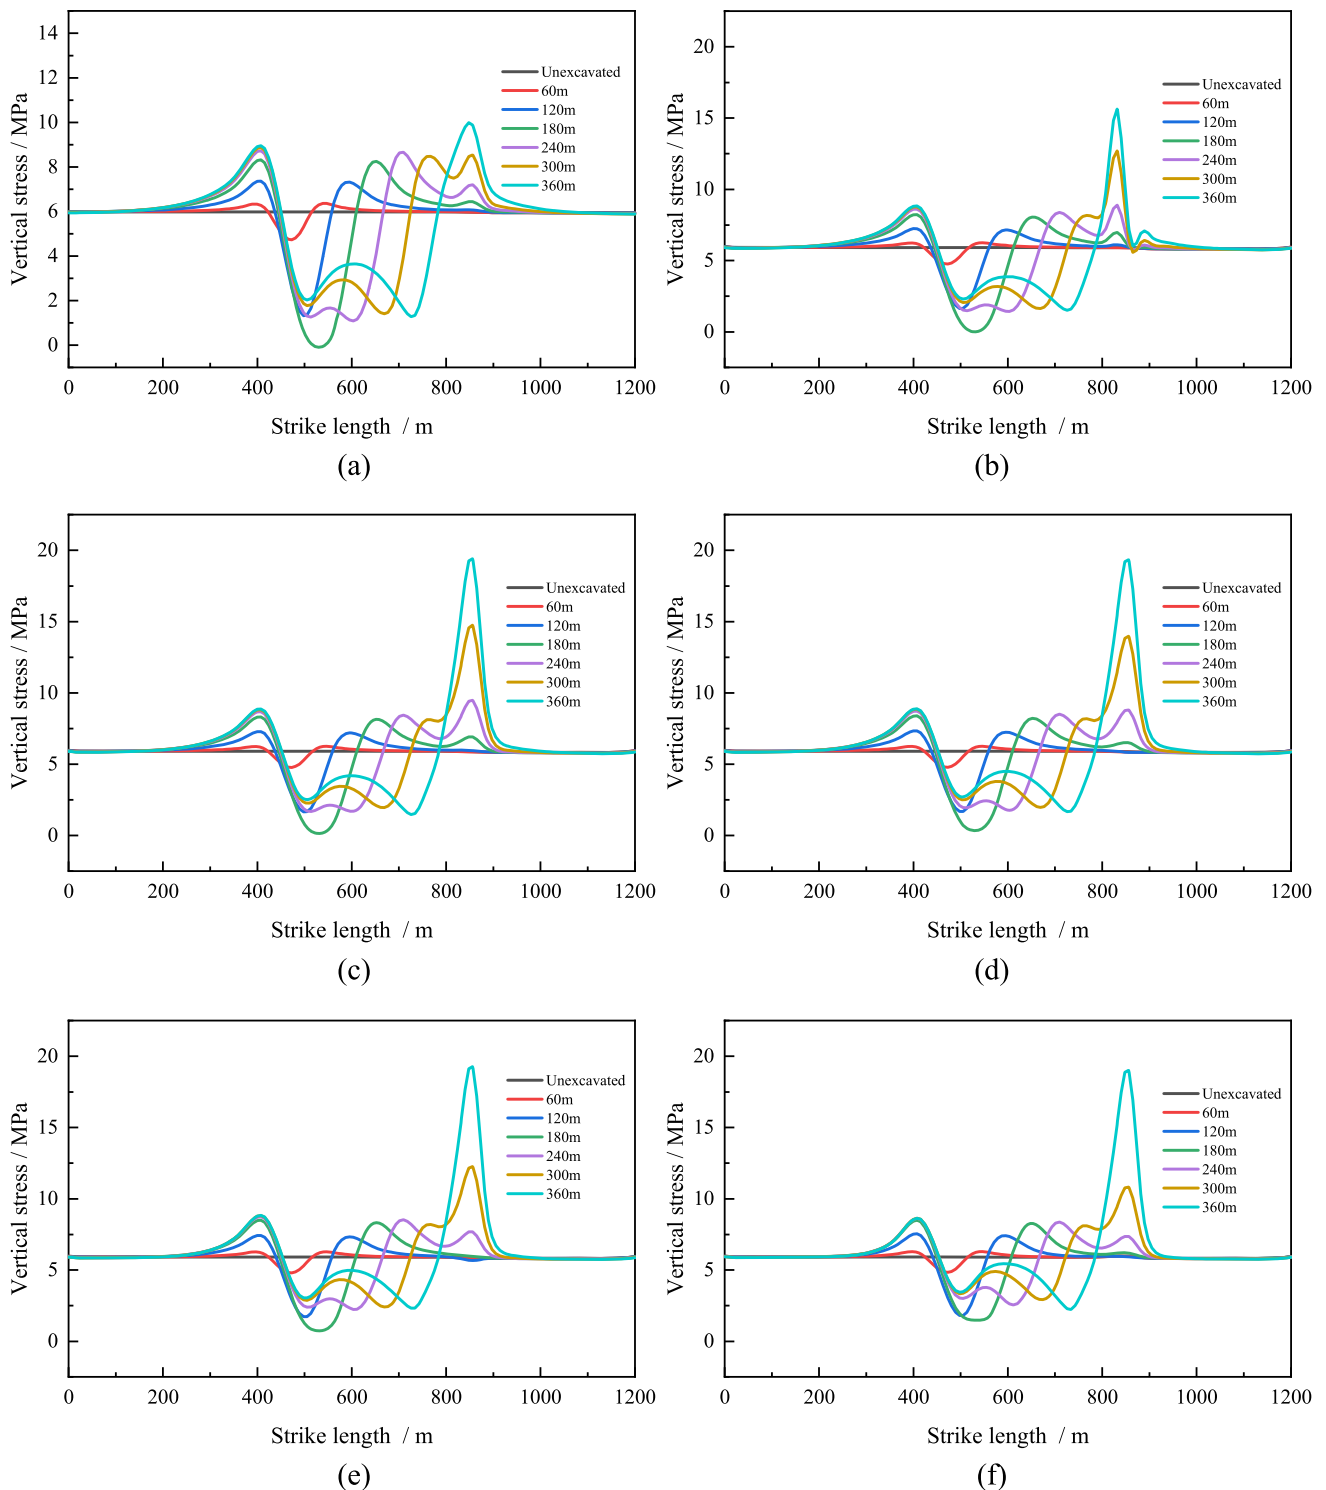 14
12
10
8
6
4
2
0
Vertical stress / MPa
Unexcavated
60m
120m
180m
240m
300m
360m
0 200 400 600 800 1000 1200
Strike length / m
(a)
20
15
10
5
0
Vertical stress / MPa
Unexcavated
60m
120m
180m
240m
300m
360m
0 200 400 600 800 1000 1200
Strike length / m
(b)
20
15
10
5
0
Vertical stress / MPa
Unexcavated
60m
120m
180m
240m
300m
360m
0 200 400 600 800 1000 1200
Strike length / m
(c)
20
15
10
5
0
Vertical stress / MPa
Unexcavated
60m
120m
180m
240m
300m
360m
0 200 400 600 800 1000 1200
Strike length / m
(d)
20
15
10
5
0
Vertical stress / MPa
Unexcavated
60m
120m
180m
240m
300m
360m
0 200 400 600 800 1000 1200
Strike length / m
(e)
20
15
10
5
0
Vertical stress / MPa
Unexcavated
60m
120m
180m
240m
300m
360m
0 200 400 600 800 1000 1200
Strike length / m
(f)